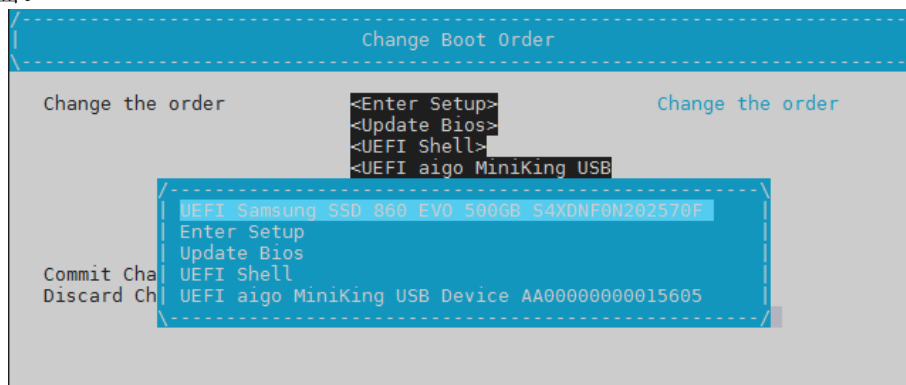 Change Boot Order
Change the order <Enter Setup> Change the order
<Update Bios>
<UEFI Shell>
<UEFI aigo MiniKing USB
UEFI Samsung SSD 860 EVO 500GB S4XDNF0N202570F
Enter Setup
Update Bios
Commit Cha UEFI Shell
Discard Ch UEFI aigo MiniKing USB Device AA00000000015605